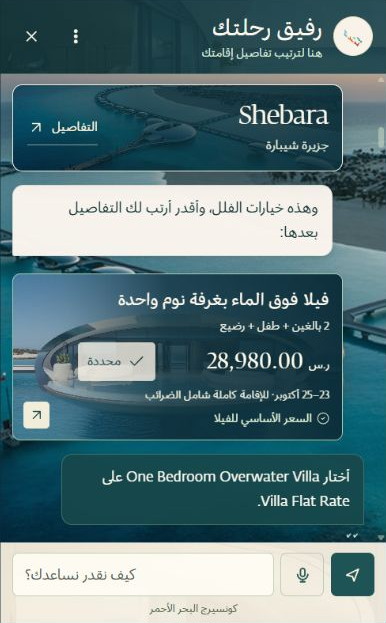 رفيق رحلتك
هنا لترتيب تفاصيل إقامتك
Shebara
جزيرة شيبارة
التفاصيل
وهذه خيارات الفلل، وأقدر أرتب لك التفاصيل
بعدها:
فيلا فوق الماء بغرفة نوم واحدة
2 بالغين + طفل + رضيع
ر.س 28,980.00
محددة
23–25 أكتوبر· للإقامة كاملة شامل الضرائب
السعر الأساسي للفيلا
أختار One Bedroom Overwater Villa على
Villa Flat Rate.
كيف نقدر نساعدك؟
كونسيرج البحر الأحمر